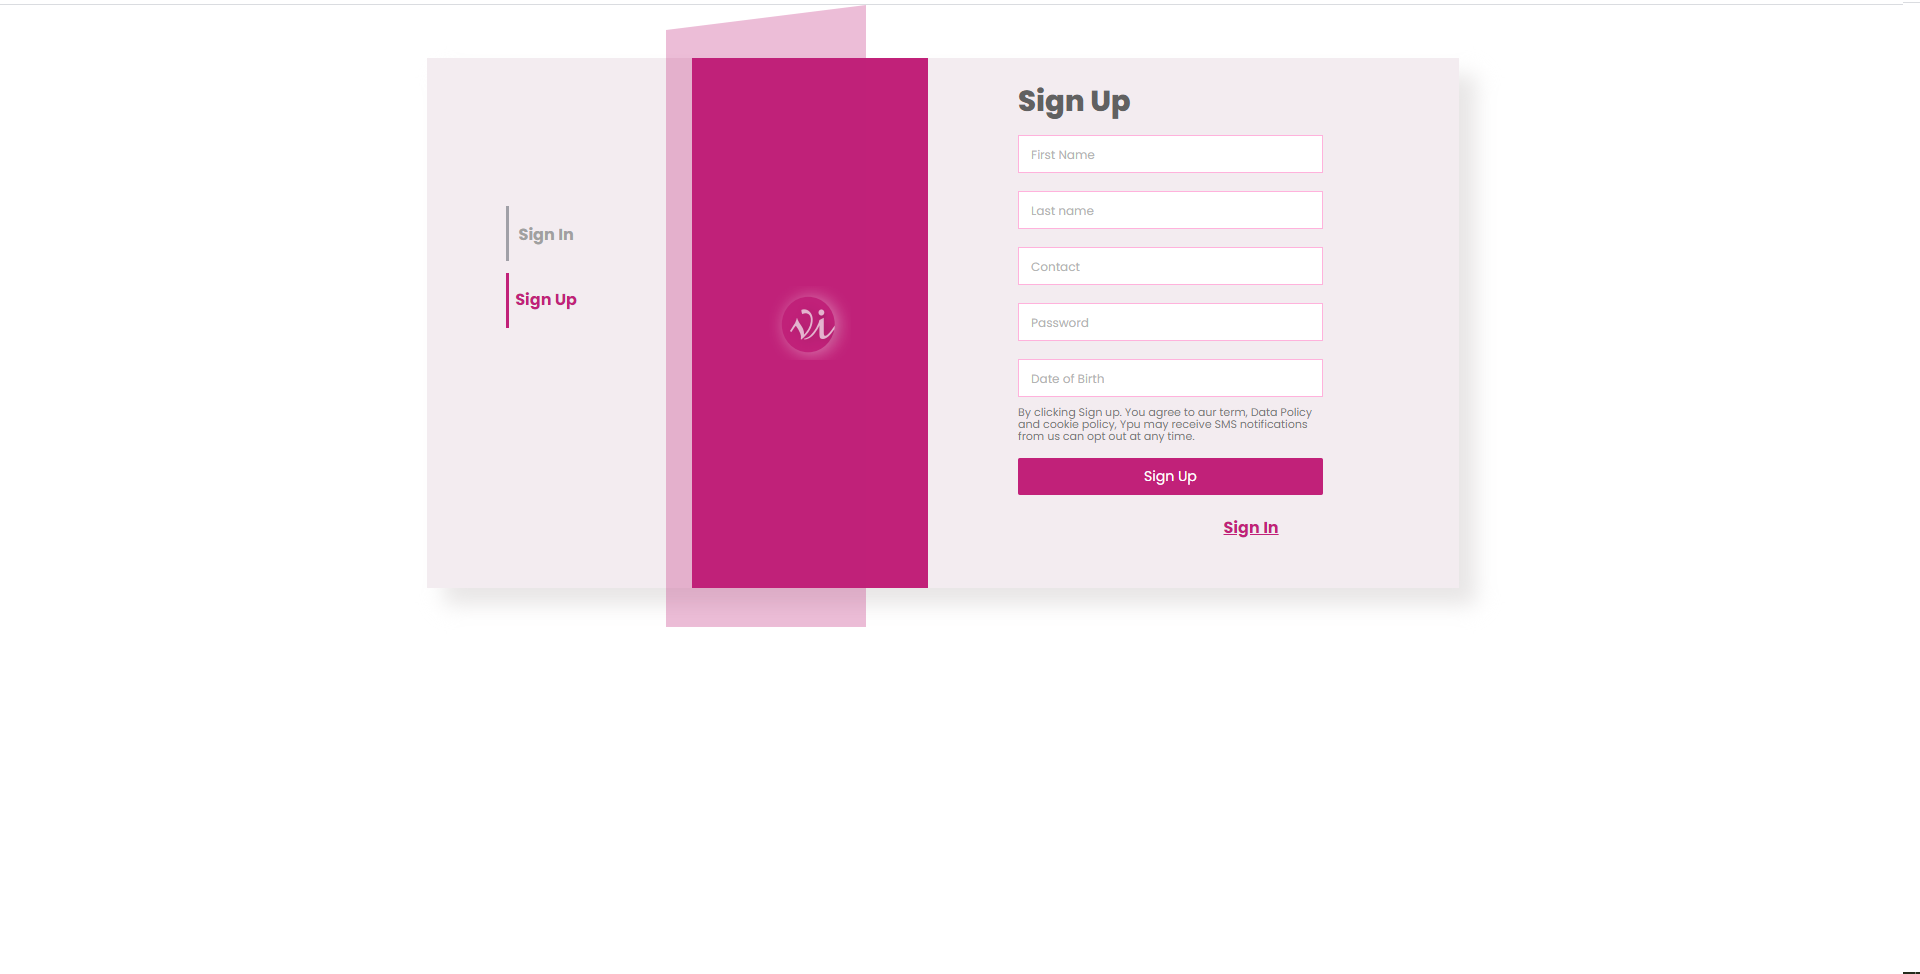 Sign Up
First Name
Last name
Sign In
Contact
Sign Up
vi
Password
Date of Birth
By clicking Sign up. You agree to aur term, Data Policy
and cookie policy, Ypu may receive SMS notifications
from us can opt out at any time.
Sign Up
Sign In